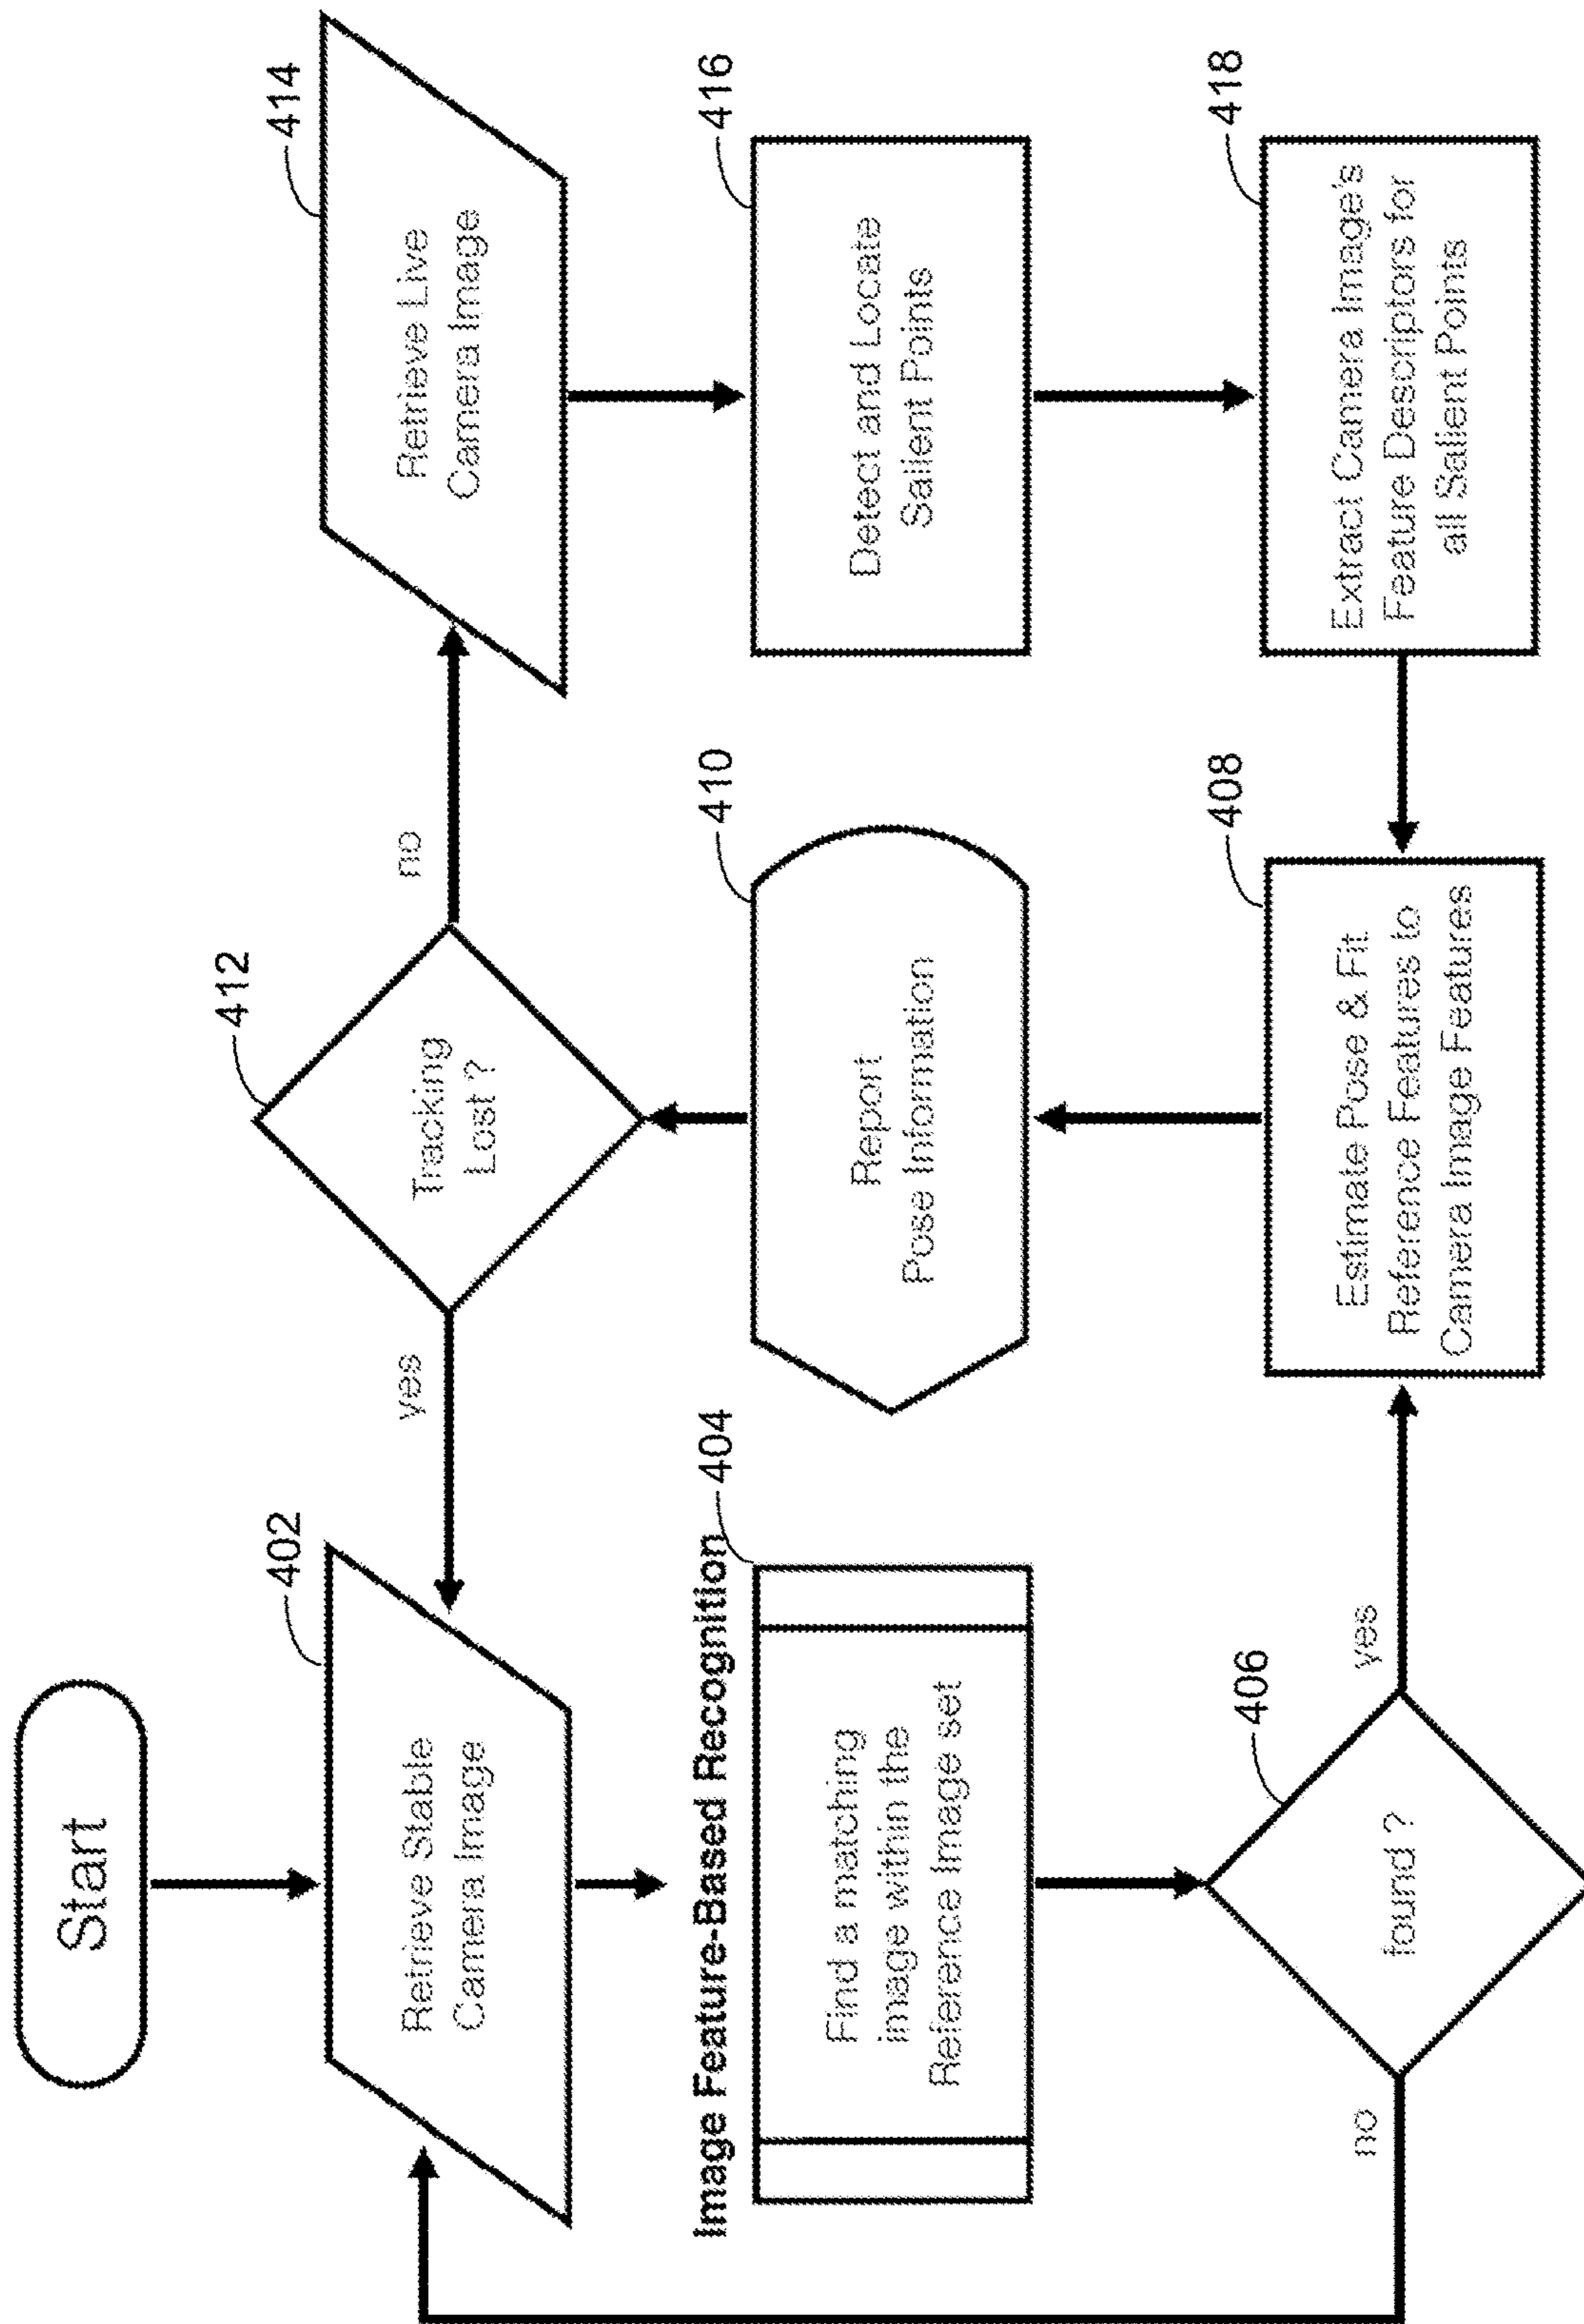 Start
402
Retrieve Stable
Camera Image
Image Feature-Based Recognition
404
Find a matching
image within the
Reference Image set
406
found ?
no
yes
408
Estimate Pose & Fit
Reference Features to
Camera Image Features
410
Report
Pose Information
412
Tracking
Lost ?
yes
no
414
Retrieve Live
Camera Image
416
Detect and Locate
Salient Points
418
Extract Camera Image's
Feature Descriptors for
all Salient Points